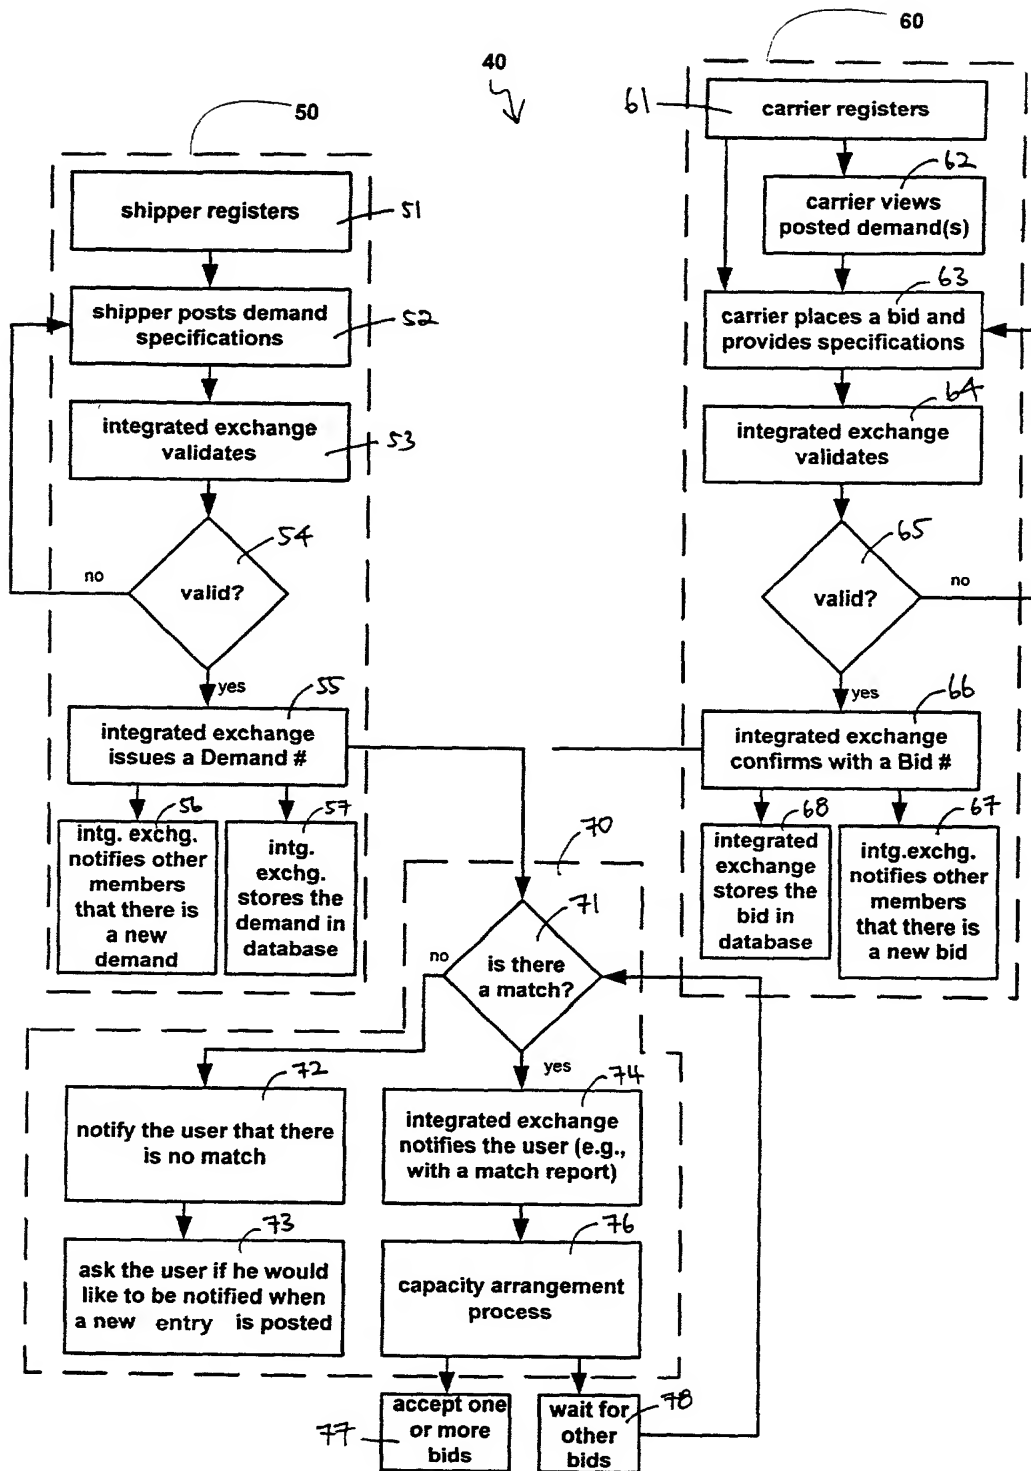 60
40
50
61
carrier registers
62
carrier views
posted demand(s)
63
carrier places a bid and
provides specifications
64
integrated exchange
validates
65
valid?
no
yes
66
integrated exchange
confirms with a Bid #
68
integrated
exchange
stores the
bid in
database
67
intg.exchg.
notifies other
members
that there is
a new bid
shipper registers
51
shipper posts demand
specifications
52
integrated exchange
validates
53
54
valid?
no
yes
55
integrated exchange
issues a Demand #
56
intg. exchg.
notifies other
members
that there is
a new
demand
57
intg.
exchg.
stores the
demand in
database
70
71
is there
a match?
no
yes
72
notify the user that there
is no match
73
ask the user if he would
like to be notified when
a new entry is posted
74
integrated exchange
notifies the user (e.g.,
with a match report)
76
capacity arrangement
process
77
accept one
or more
bids
78
wait for
other
bids